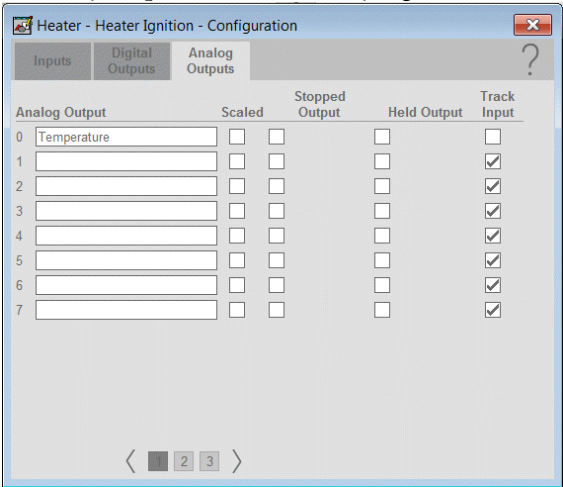 Heater - Heater Ignition - Configuration
Inputs
Digital Outputs
Analog Outputs
?
Analog Output Scaled Stopped Output Held Output Track Input
0 Temperature
1
2
3
4
5
6
7
1 2 3